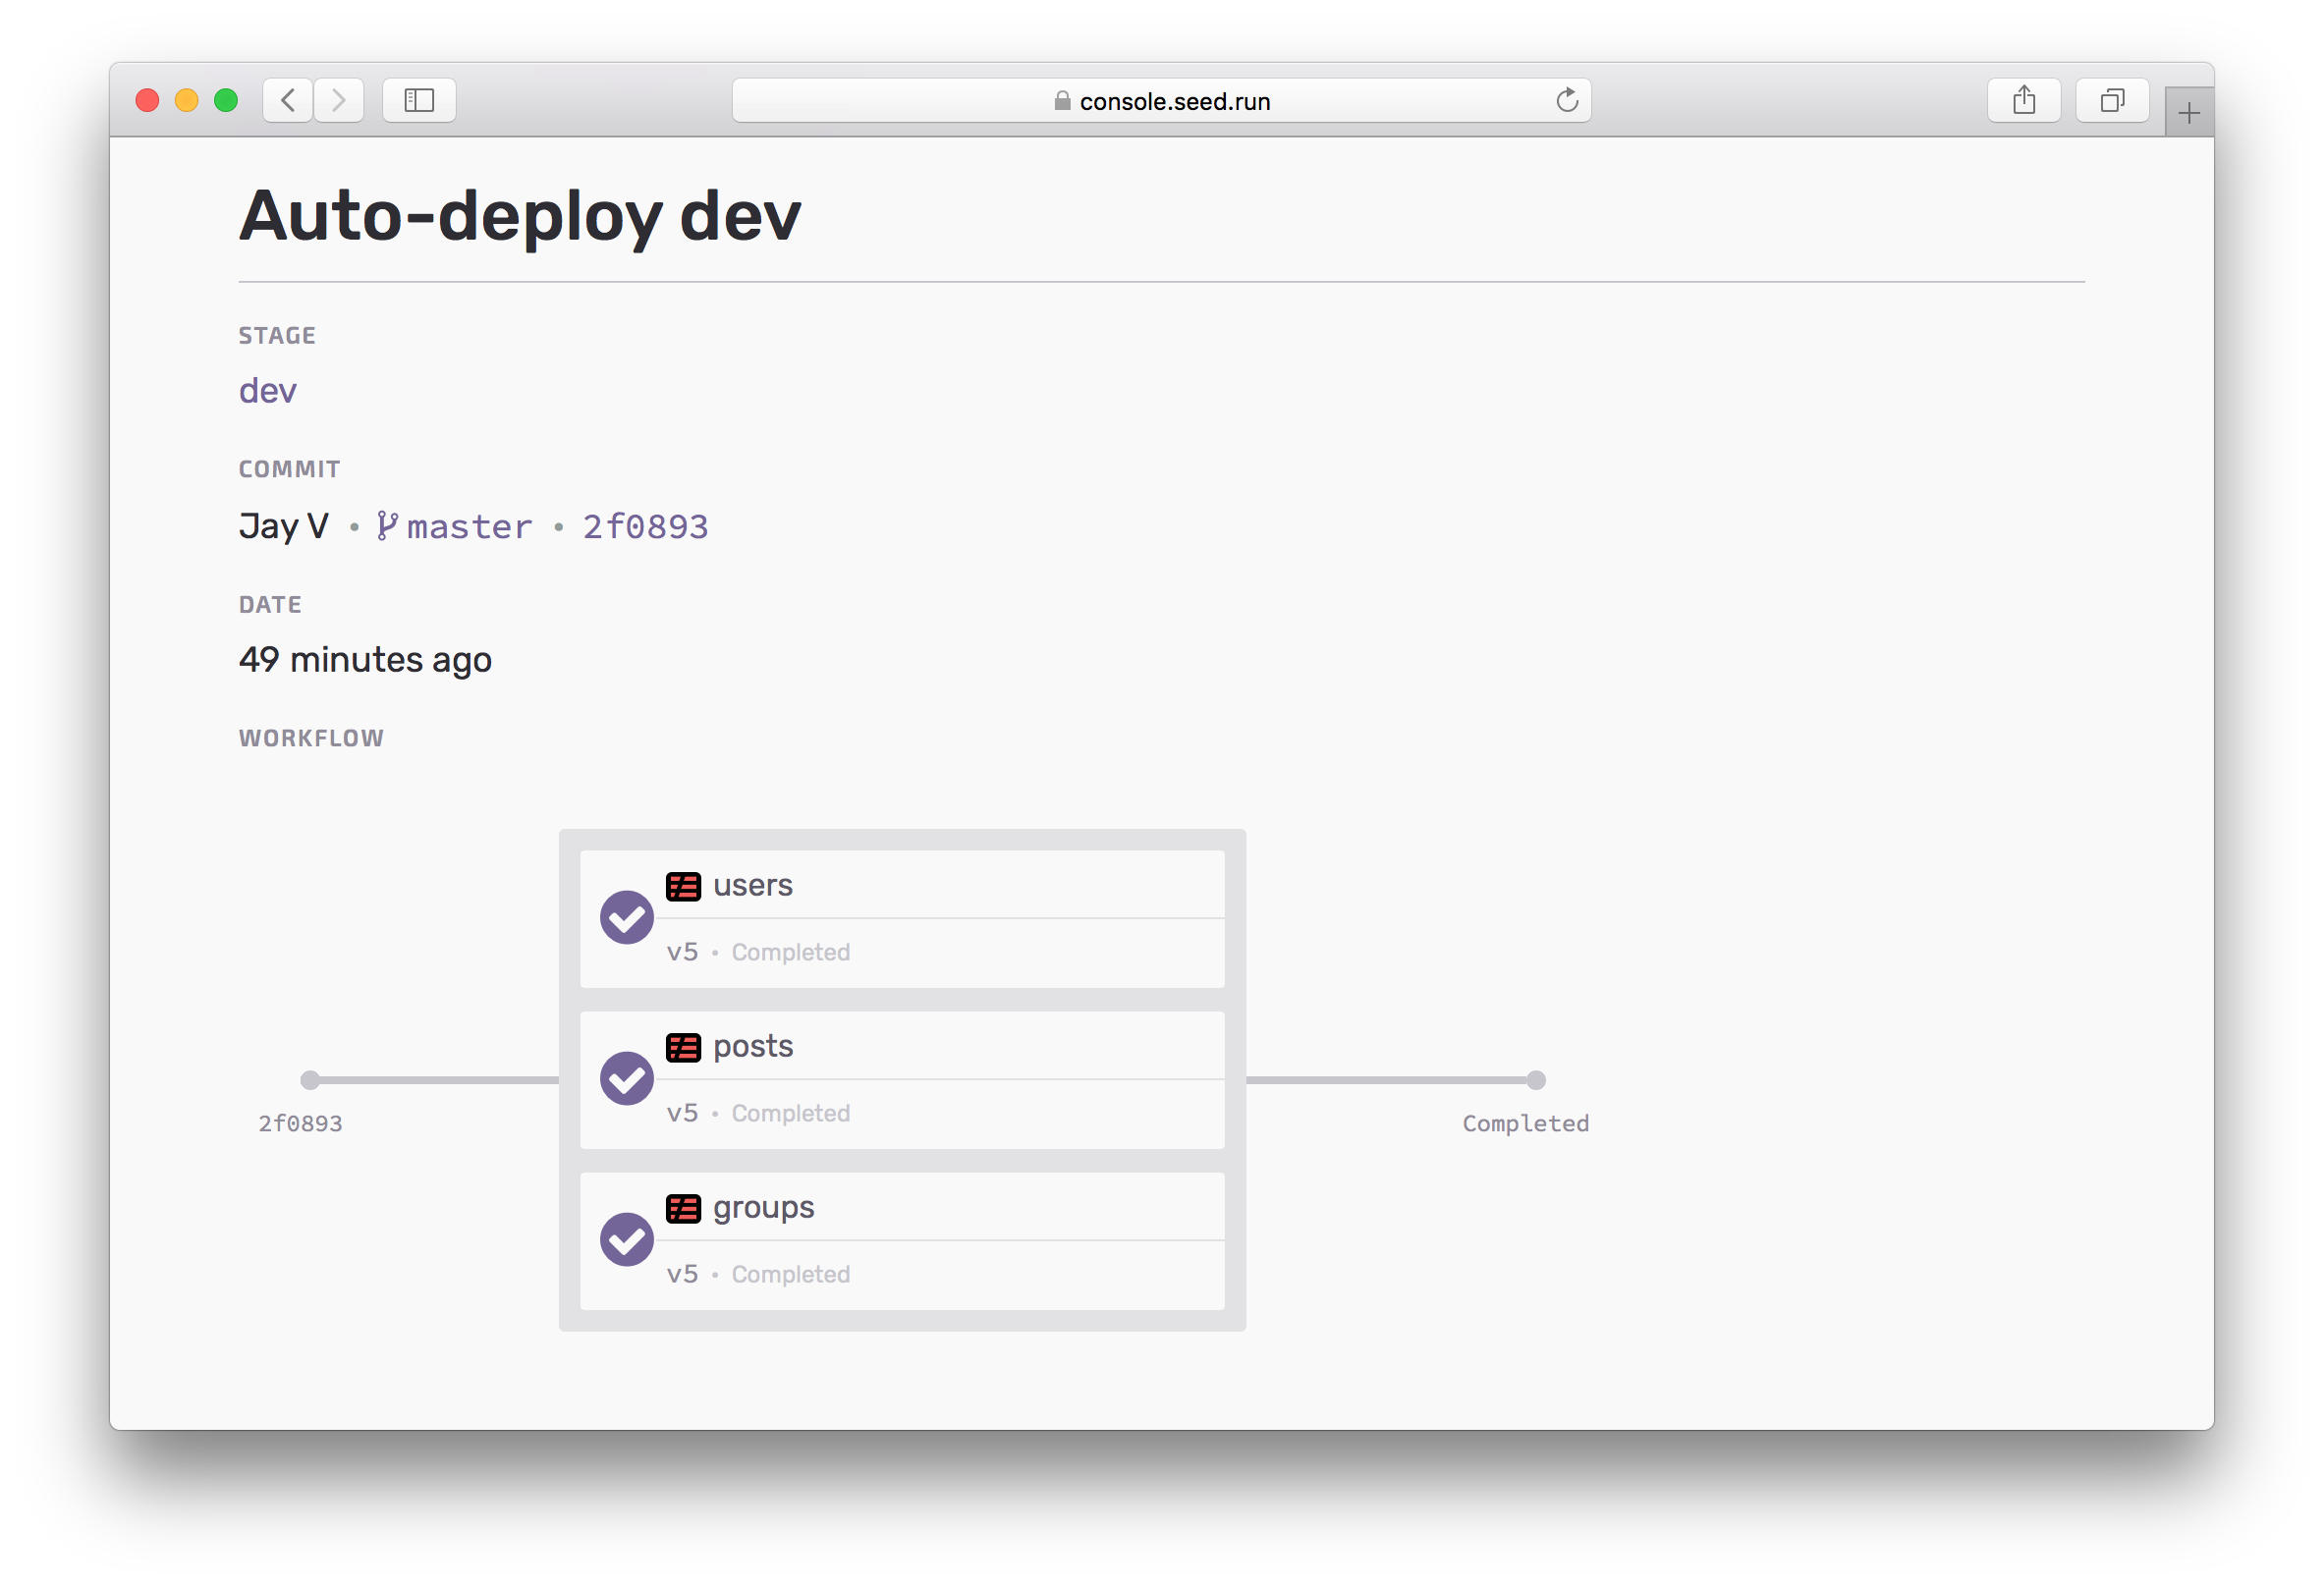 console.seed.run
Auto-deploy dev
STAGE
dev
COMMIT
Jay V • master • 2f0893
DATE
49 minutes ago
WORKFLOW
users
v5 • Completed
posts
v5 • Completed
groups
v5 • Completed
2f0893
Completed